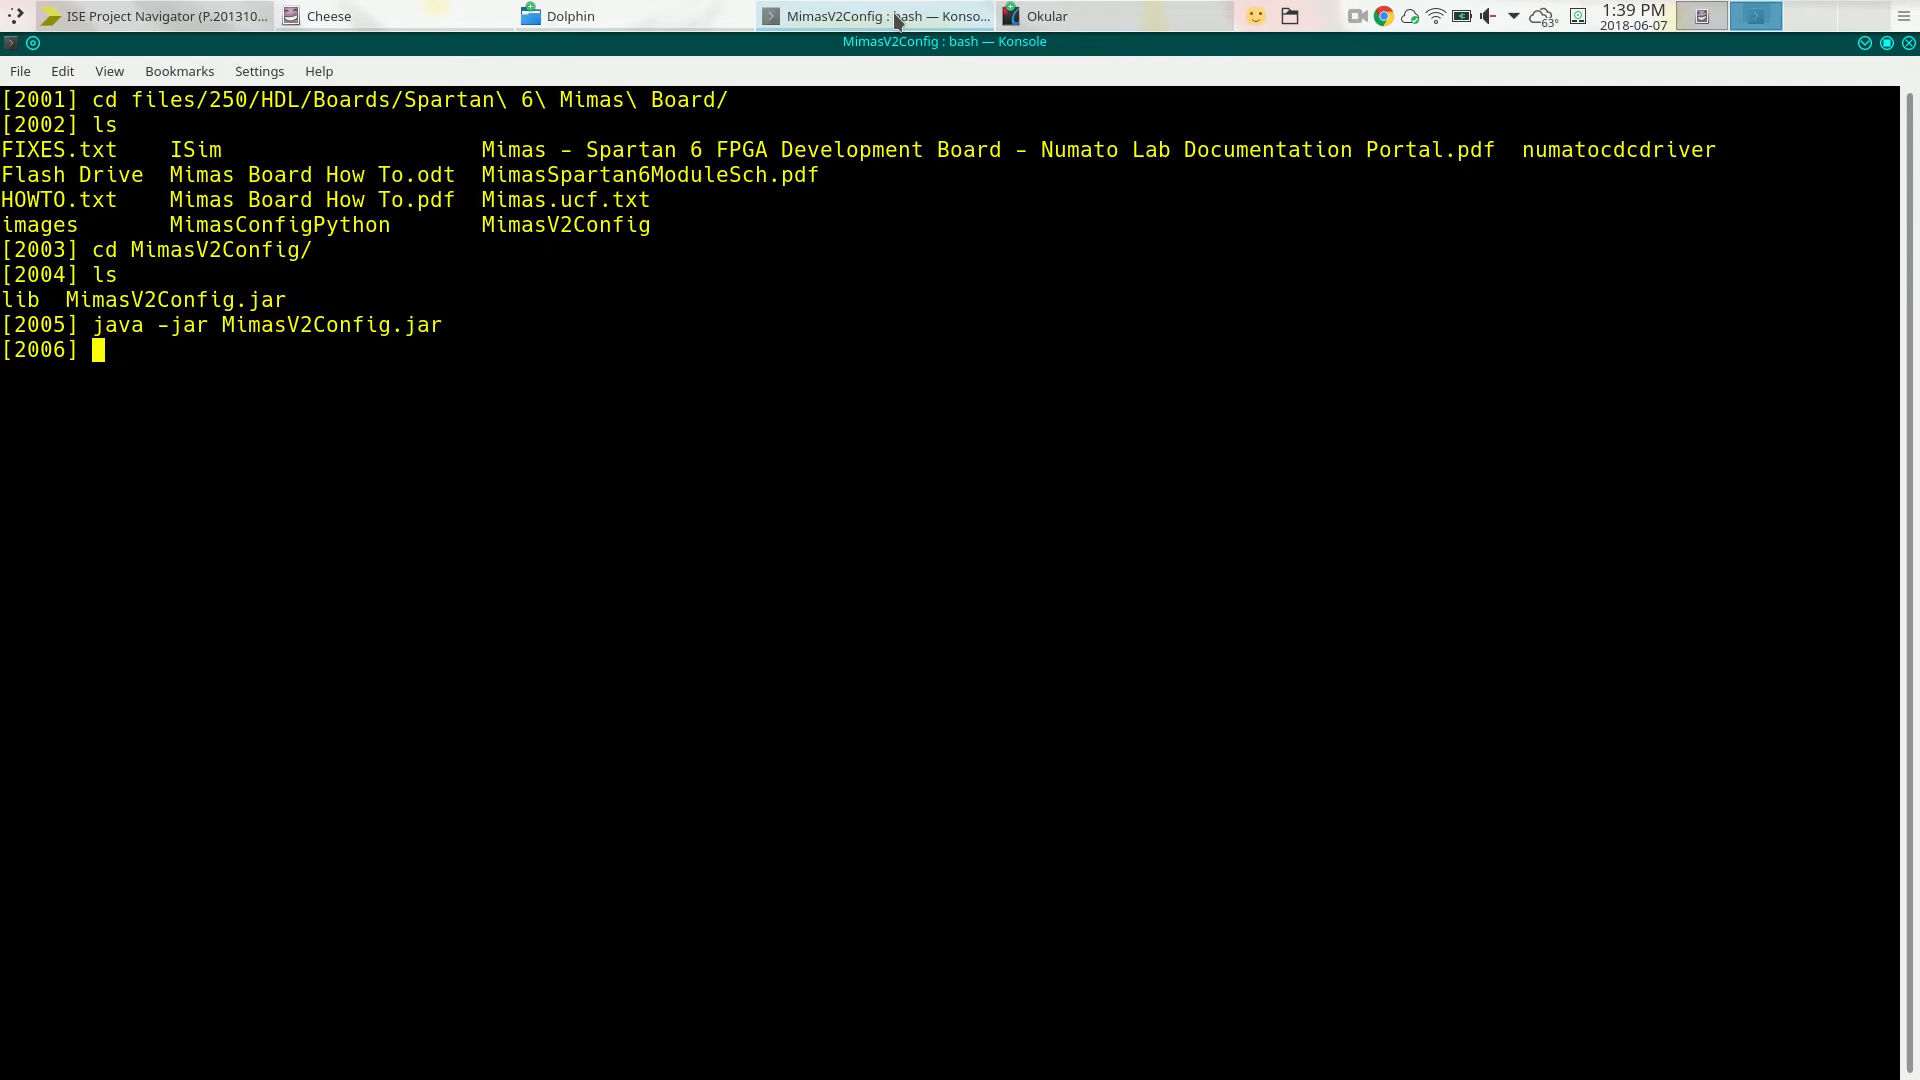 ISE Project Navigator (P.201310... Cheese Dolphin MimasV2Config : bash — Konso... Okular 63° 1:39 PM
2018-06-07
MimasV2Config : bash — Konsole
File Edit View Bookmarks Settings Help
[2001] cd files/250/HDL/Boards/Spartan\ 6\ Mimas\ Board/
[2002] ls
FIXES.txt ISim Mimas - Spartan 6 FPGA Development Board - Numato Lab Documentation Portal.pdf numatocdcdriver
Flash Drive Mimas Board How To.odt MimasSpartan6ModuleSch.pdf
HOWTO.txt Mimas Board How To.pdf Mimas.ucf.txt
images MimasConfigPython MimasV2Config
[2003] cd MimasV2Config/
[2004] ls
lib MimasV2Config.jar
[2005] java -jar MimasV2Config.jar
[2006]